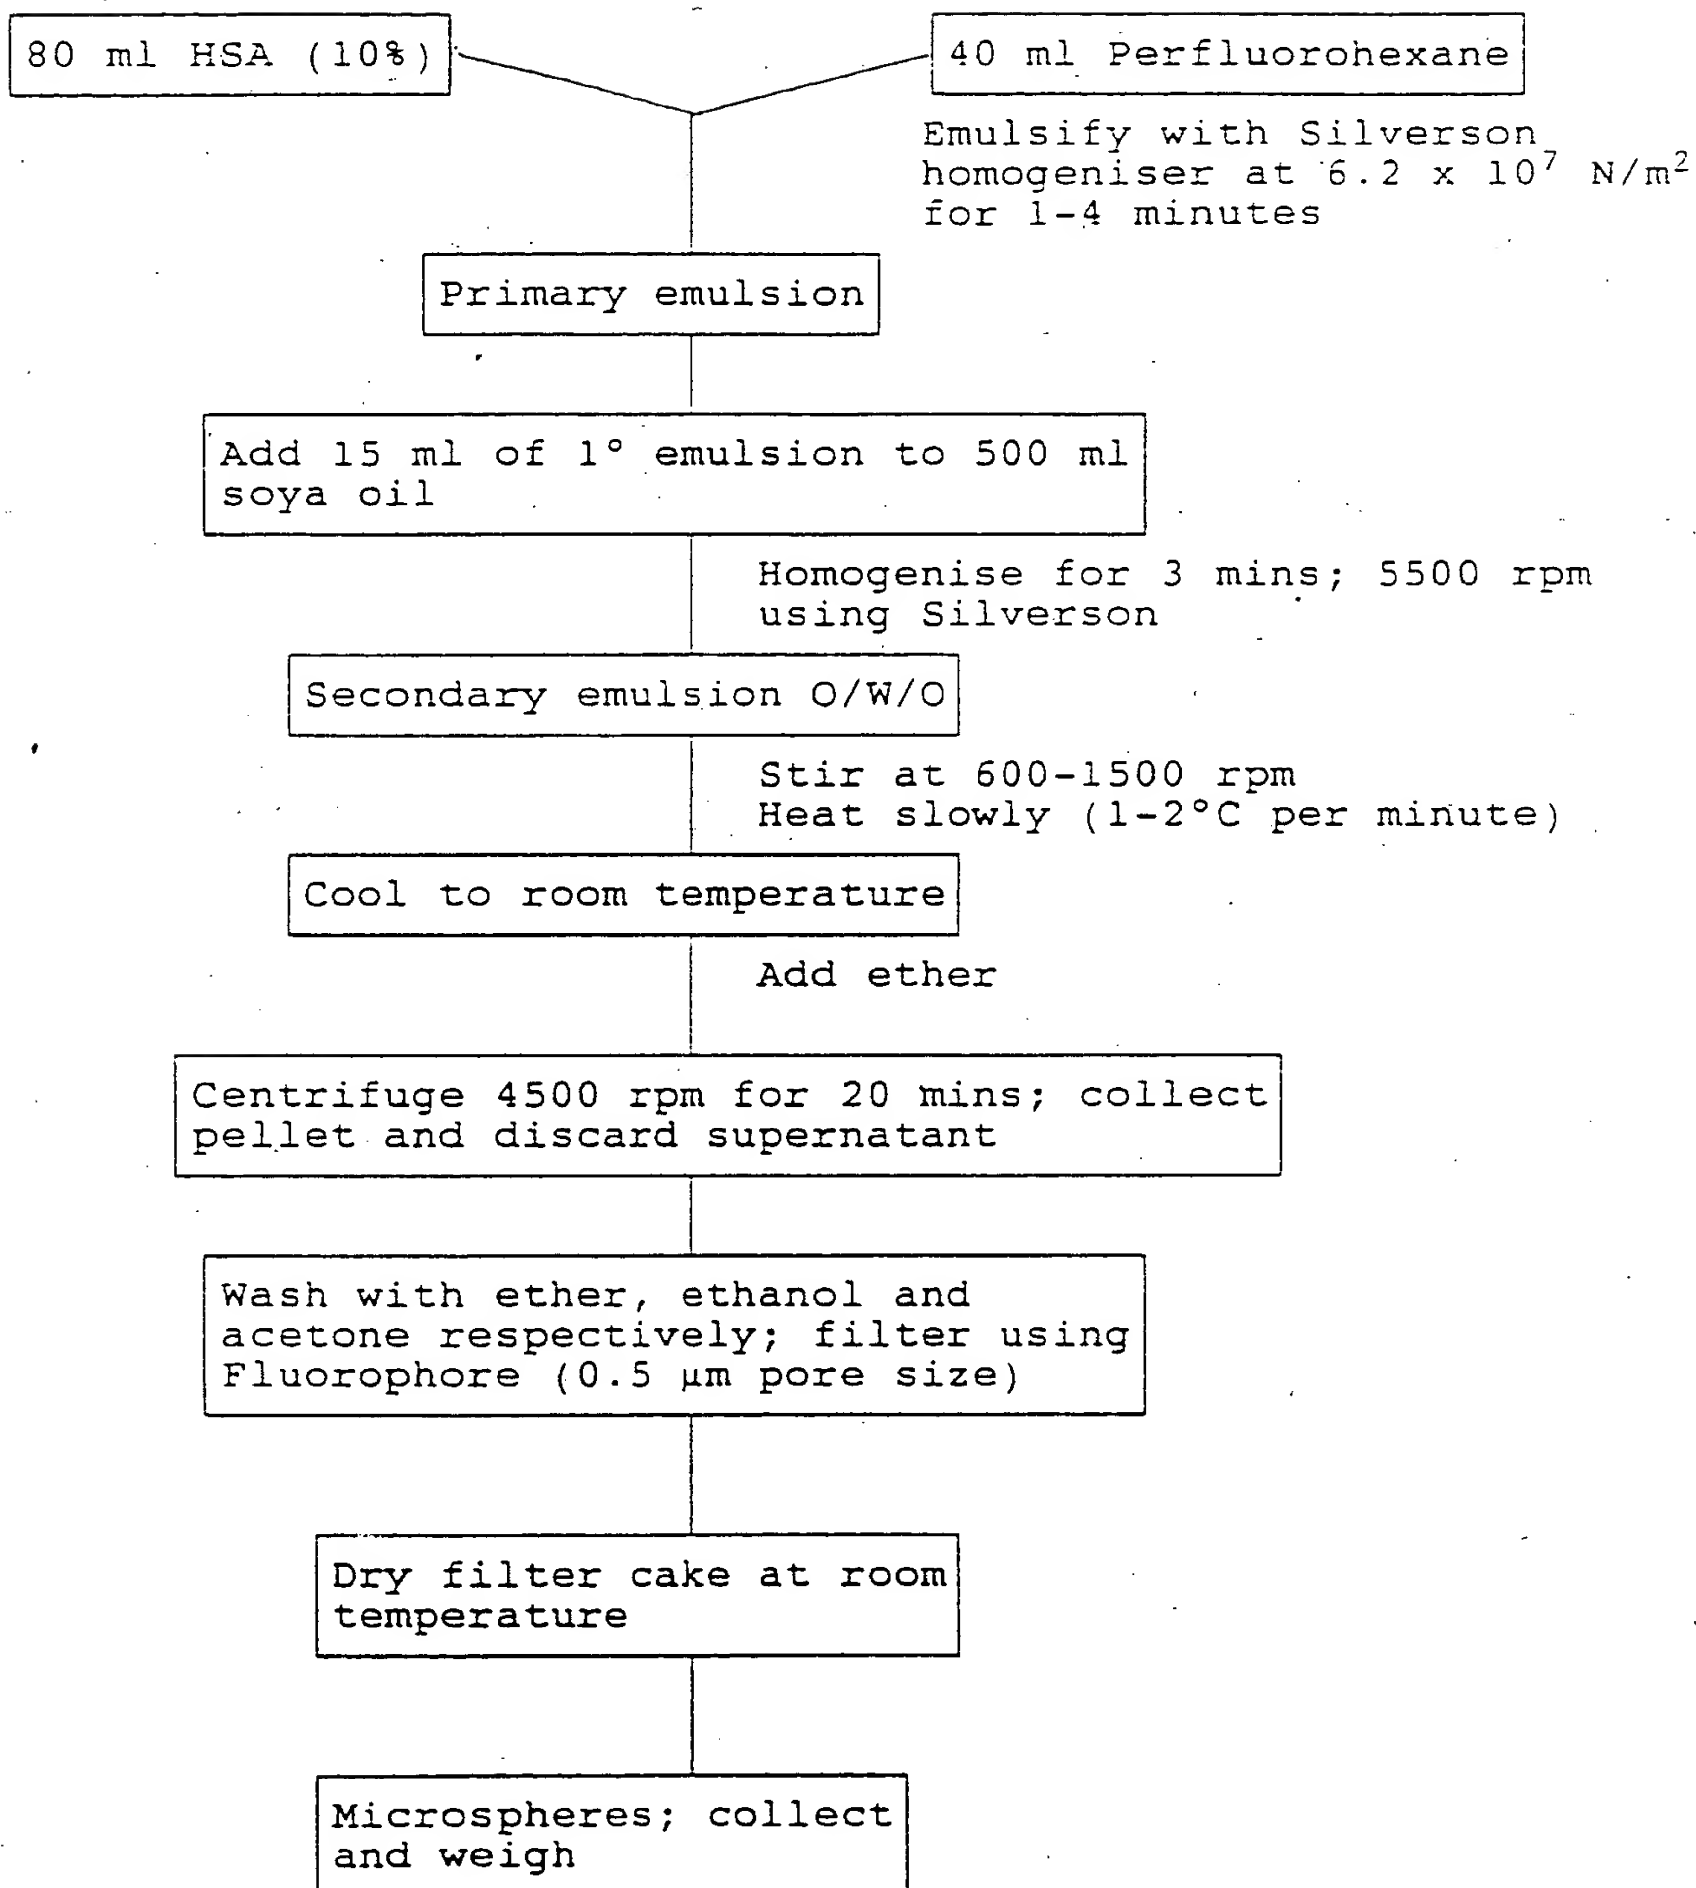 80 ml HSA (10%)
40 ml Perfluorohexane
Emulsify with Silverson
homogeniser at 6.2 x 10⁷ N/m²
for 1-4 minutes
Primary emulsion
Add 15 ml of 1° emulsion to 500 ml
soya oil
Homogenise for 3 mins; 5500 rpm
using Silverson
Secondary emulsion O/W/O
Stir at 600-1500 rpm
Heat slowly (1-2°C per minute)
Cool to room temperature
Add ether
Centrifuge 4500 rpm for 20 mins; collect
pellet and discard supernatant
Wash with ether, ethanol and
acetone respectively; filter using
Fluorophore (0.5 µm pore size)
Dry filter cake at room
temperature
Microspheres; collect
and weigh